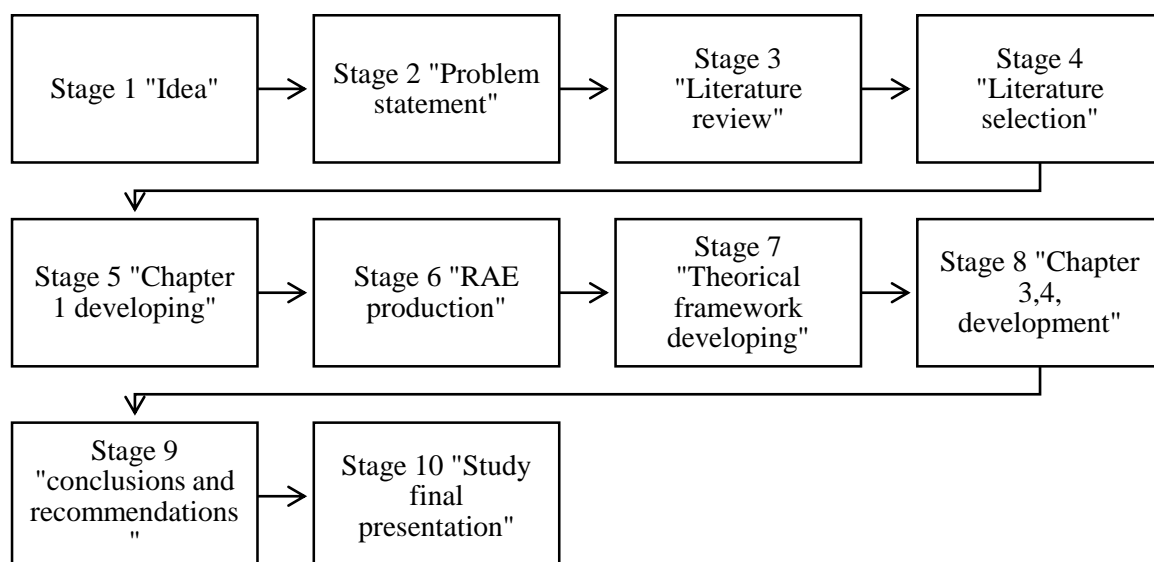 Stage 1 "Idea"
Stage 2 "Problem
statement"
Stage 3
"Literature
review"
Stage 4
"Literature
selection"
Stage 5 "Chapter
1 developing"
Stage 6 "RAE
production"
Stage 7
"Theorical
framework
developing"
Stage 8 "Chapter
3,4,
development"
Stage 9
"conclusions and
recommendations
"
Stage 10 "Study
final
presentation"